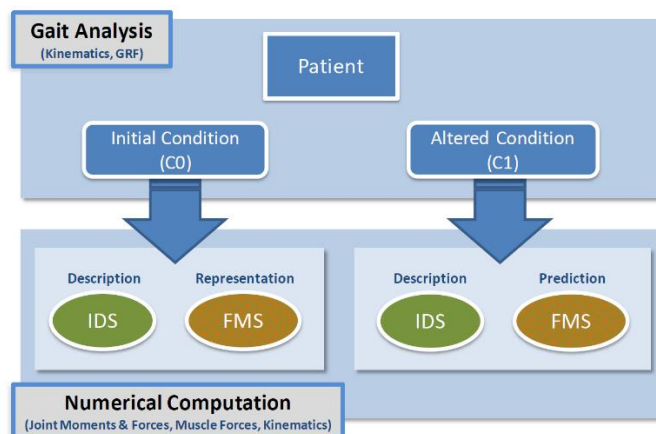 Gait Analysis
(Kinematics, GRF)
Patient
Initial Condition
(C0)
Altered Condition
(C1)
Description
Representation
IDS
FMS
Description
Prediction
IDS
FMS
Numerical Computation
(Joint Moments & Forces, Muscle Forces, Kinematics)